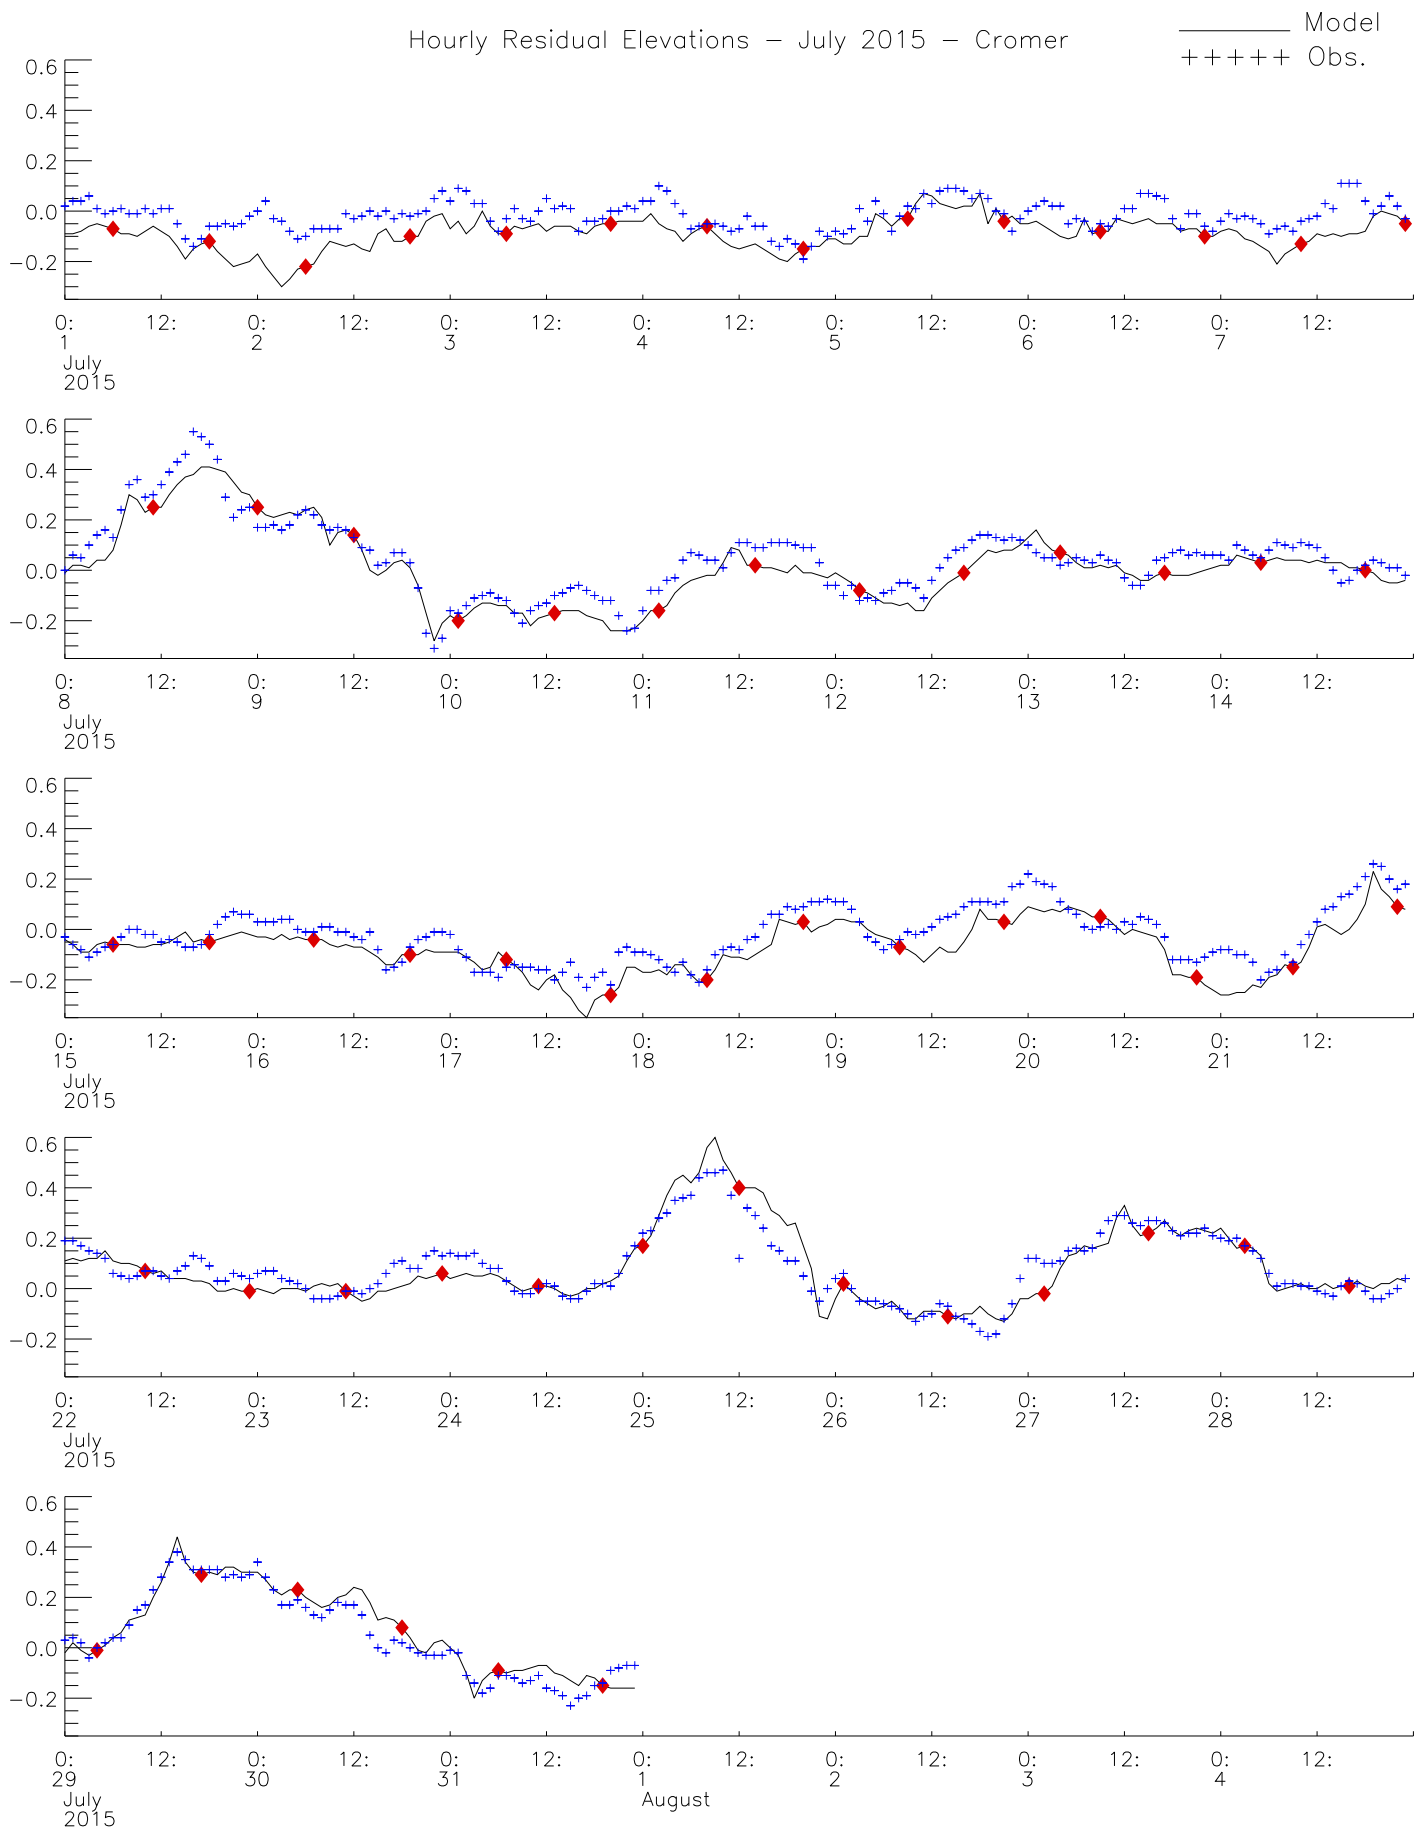 Hourly Residual Elevations – July 2015 – Cromer
Model
+++++ Obs.
0.6
0.4
0.2
0.0
−0.2
0: 12: 0: 12: 0: 12: 0: 12: 0: 12: 0: 12: 0: 12:
1 2 3 4 5 6 7
July
2015
0.6
0.4
0.2
0.0
−0.2
0: 12: 0: 12: 0: 12: 0: 12: 0: 12: 0: 12: 0: 12:
8 9 10 11 12 13 14
July
2015
0.6
0.4
0.2
0.0
−0.2
0: 12: 0: 12: 0: 12: 0: 12: 0: 12: 0: 12: 0: 12:
15 16 17 18 19 20 21
July
2015
0.6
0.4
0.2
0.0
−0.2
0: 12: 0: 12: 0: 12: 0: 12: 0: 12: 0: 12: 0: 12:
22 23 24 25 26 27 28
July
2015
0.6
0.4
0.2
0.0
−0.2
0: 12: 0: 12: 0: 12: 0: 12: 0: 12: 0: 12: 0: 12:
29 30 31 1 2 3 4
July August
2015